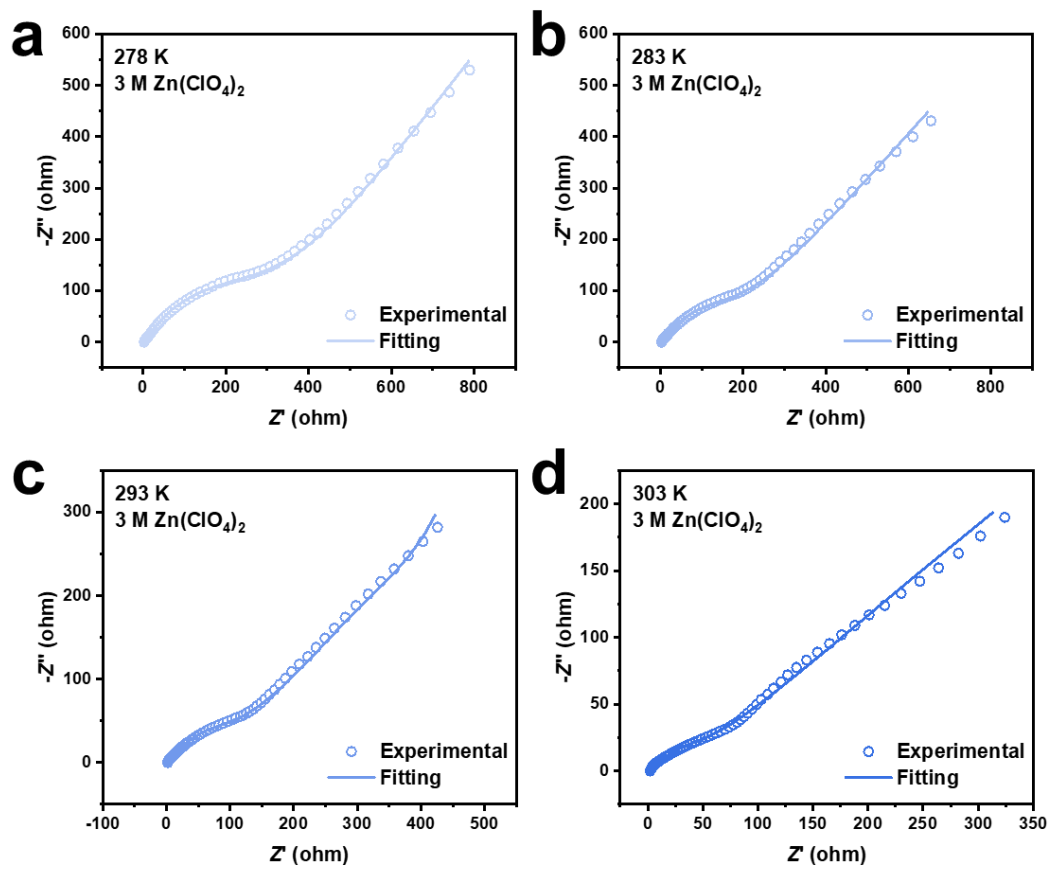 a
278 K
3 M Zn(ClO₄)₂
600
500
400
300
200
100
0
-Z'' (ohm)
Experimental
Fitting
0 200 400 600 800
Z' (ohm)
b
283 K
3 M Zn(ClO₄)₂
600
500
400
300
200
100
0
-Z'' (ohm)
Experimental
Fitting
0 200 400 600 800
Z' (ohm)
c
293 K
3 M Zn(ClO₄)₂
300
200
100
0
-Z'' (ohm)
Experimental
Fitting
-100 0 100 200 300 400 500
Z' (ohm)
d
303 K
3 M Zn(ClO₄)₂
200
150
100
50
0
-Z'' (ohm)
Experimental
Fitting
0 50 100 150 200 250 300 350
Z' (ohm)